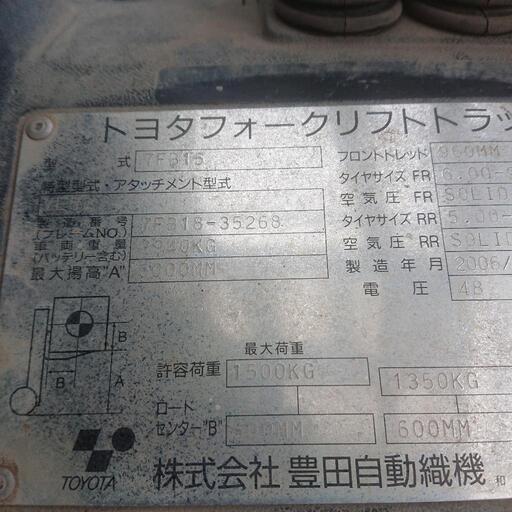 トヨタフォークリフトトラッ
型 式 7FB15
特型型式・アタッチメント型式
製造番号 (フレームNO.) 7FB18-35268
車両重量 (バッテリー含む)
最大揚高"A"
フロントトレッド 960MM
タイヤサイズ FR 6.00-
空気圧 FR SOLID
タイヤサイズ RR 5.00-
空気圧 RR SOLID
製造年月 2006/
電圧 48
B
B
A
最大荷重
許容荷重 1500KG 1350KG
ロードセンター"B" 600MM
TOYOTA 株式会社 豊田自動織機